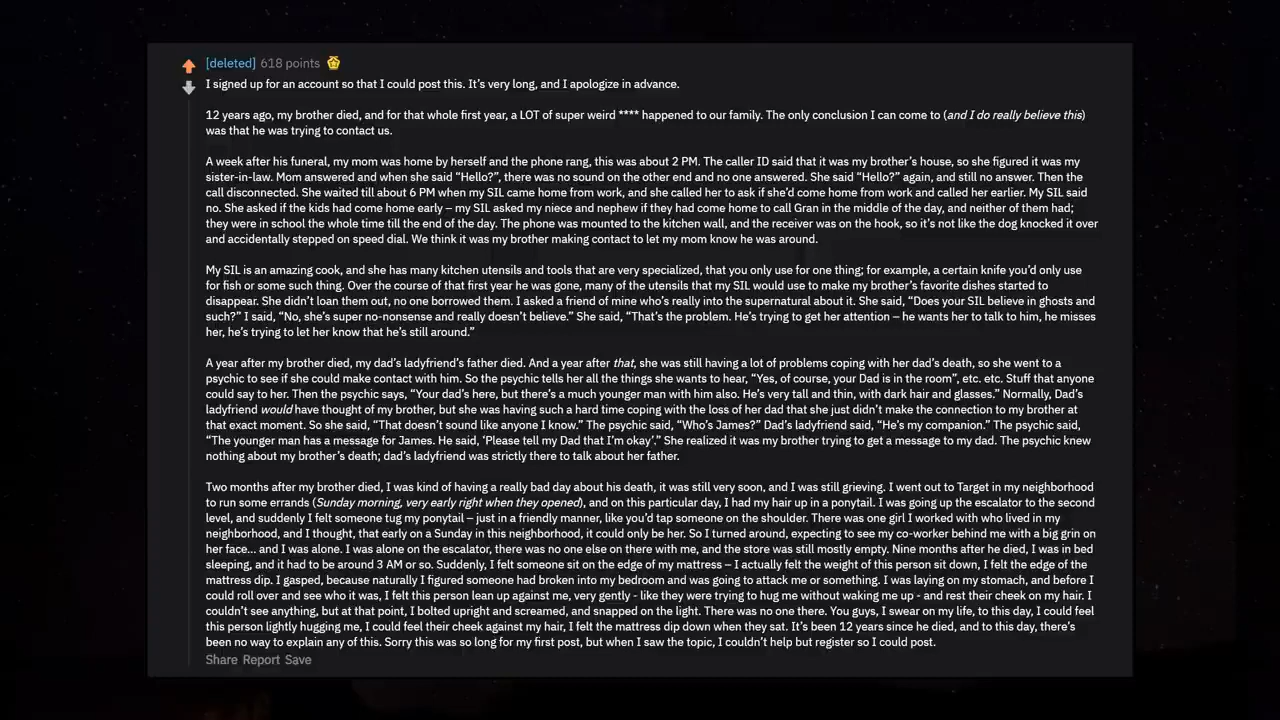 [deleted] 618 points
I signed up for an account so that I could post this. It’s very long, and I apologize in advance.
12 years ago, my brother died, and for that whole first year, a LOT of super weird **** happened to our family. The only conclusion I can come to (and I do really believe this)
was that he was trying to contact us.
A week after his funeral, my mom was home by herself and the phone rang, this was about 2 PM. The caller ID said that it was my brother’s house, so she figured it was my
sister-in-law. Mom answered and when she said “Hello?”, there was no sound on the other end and no one answered. She said “Hello?” again, and still no answer. Then the
call disconnected. She waited till about 6 PM when my SIL came home from work, and she called her to ask if she’d come home from work and called her earlier. My SIL said
no. She asked if the kids had come home early – my SIL asked my niece and nephew if they had come home to call Gran in the middle of the day, and neither of them had;
they were in school the whole time till the end of the day. The phone was mounted to the kitchen wall, and the receiver was on the hook, so it’s not like the dog knocked it over
and accidentally stepped on speed dial. We think it was my brother making contact to let my mom know he was around.
My SIL is an amazing cook, and she has many kitchen utensils and tools that are very specialized, that you only use for one thing; for example, a certain knife you’d only use
for fish or some such thing. Over the course of that first year he was gone, many of the utensils that my SIL would use to make my brother’s favorite dishes started to
disappear. She didn’t loan them out, no one borrowed them. I asked a friend of mine who’s really into the supernatural about it. She said, “Does your SIL believe in ghosts and
such?” I said, “No, she’s super no-nonsense and really doesn’t believe.” She said, “That’s the problem. He’s trying to get her attention – he wants her to talk to him, he misses
her, he’s trying to let her know that he’s still around.”
A year after my brother died, my dad’s ladyfriend’s father died. And a year after that, she was still having a lot of problems coping with her dad’s death, so she went to a
psychic to see if she could make contact with him. So the psychic tells her all the things she wants to hear, “Yes, of course, your Dad is in the room”, etc. etc. Stuff that anyone
could say to her. Then the psychic says, “Your dad’s here, but there’s a much younger man with him also. He’s very tall and thin, with dark hair and glasses.” Normally, Dad’s
ladyfriend would have thought of my brother, but she was having such a hard time coping with the loss of her dad that she just didn’t make the connection to my brother at
that exact moment. So she said, “That doesn’t sound like anyone I know.” The psychic said, “Who’s James?” Dad’s ladyfriend said, “He’s my companion.” The psychic said,
“The younger man has a message for James. He said, ‘Please tell my Dad that I’m okay’,” She realized it was my brother trying to get a message to my dad. The psychic knew
nothing about my brother’s death; dad’s ladyfriend was strictly there to talk about her father.
Two months after my brother died, I was kind of having a really bad day about his death, it was still very soon, and I was still grieving. I went out to Target in my neighborhood
to run some errands (Sunday morning, very early right when they opened), and on this particular day, I had my hair up in a ponytail. I was going up the escalator to the second
level, and suddenly I felt someone tug my ponytail – just in a friendly manner, like you’d tap someone on the shoulder. There was one girl I worked with who lived in my
neighborhood, and I thought, that early on a Sunday in this neighborhood, it could only be her. So I turned around, expecting to see my co-worker behind me with a big grin on
her face… and I was alone. I was alone on the escalator, there was no one else on there with me, and the store was still mostly empty. Nine months after he died, I was in bed
sleeping, and it had to be around 3 AM or so. Suddenly, I felt someone sit on the edge of my mattress – I actually felt the weight of this person sit down, I felt the edge of the
mattress dip. I gasped, because naturally I figured someone had broken into my bedroom and was going to attack me or something. I was laying on my stomach, and before I
could roll over and see who it was, I felt this person lean up against me, very gently - like they were trying to hug me without waking me up - and rest their cheek on my hair. I
couldn’t see anything, but at that point, I bolted upright and screamed, and snapped on the light. There was no one there. You guys, I swear on my life, to this day, I could feel
this person lightly hugging me, I could feel their cheek against my hair, I felt the mattress dip down when they sat. It’s been 12 years since he died, and to this day, there’s
been no way to explain any of this. Sorry this was so long for my first post, but when I saw the topic, I couldn’t help but register so I could post.
Share Report Save